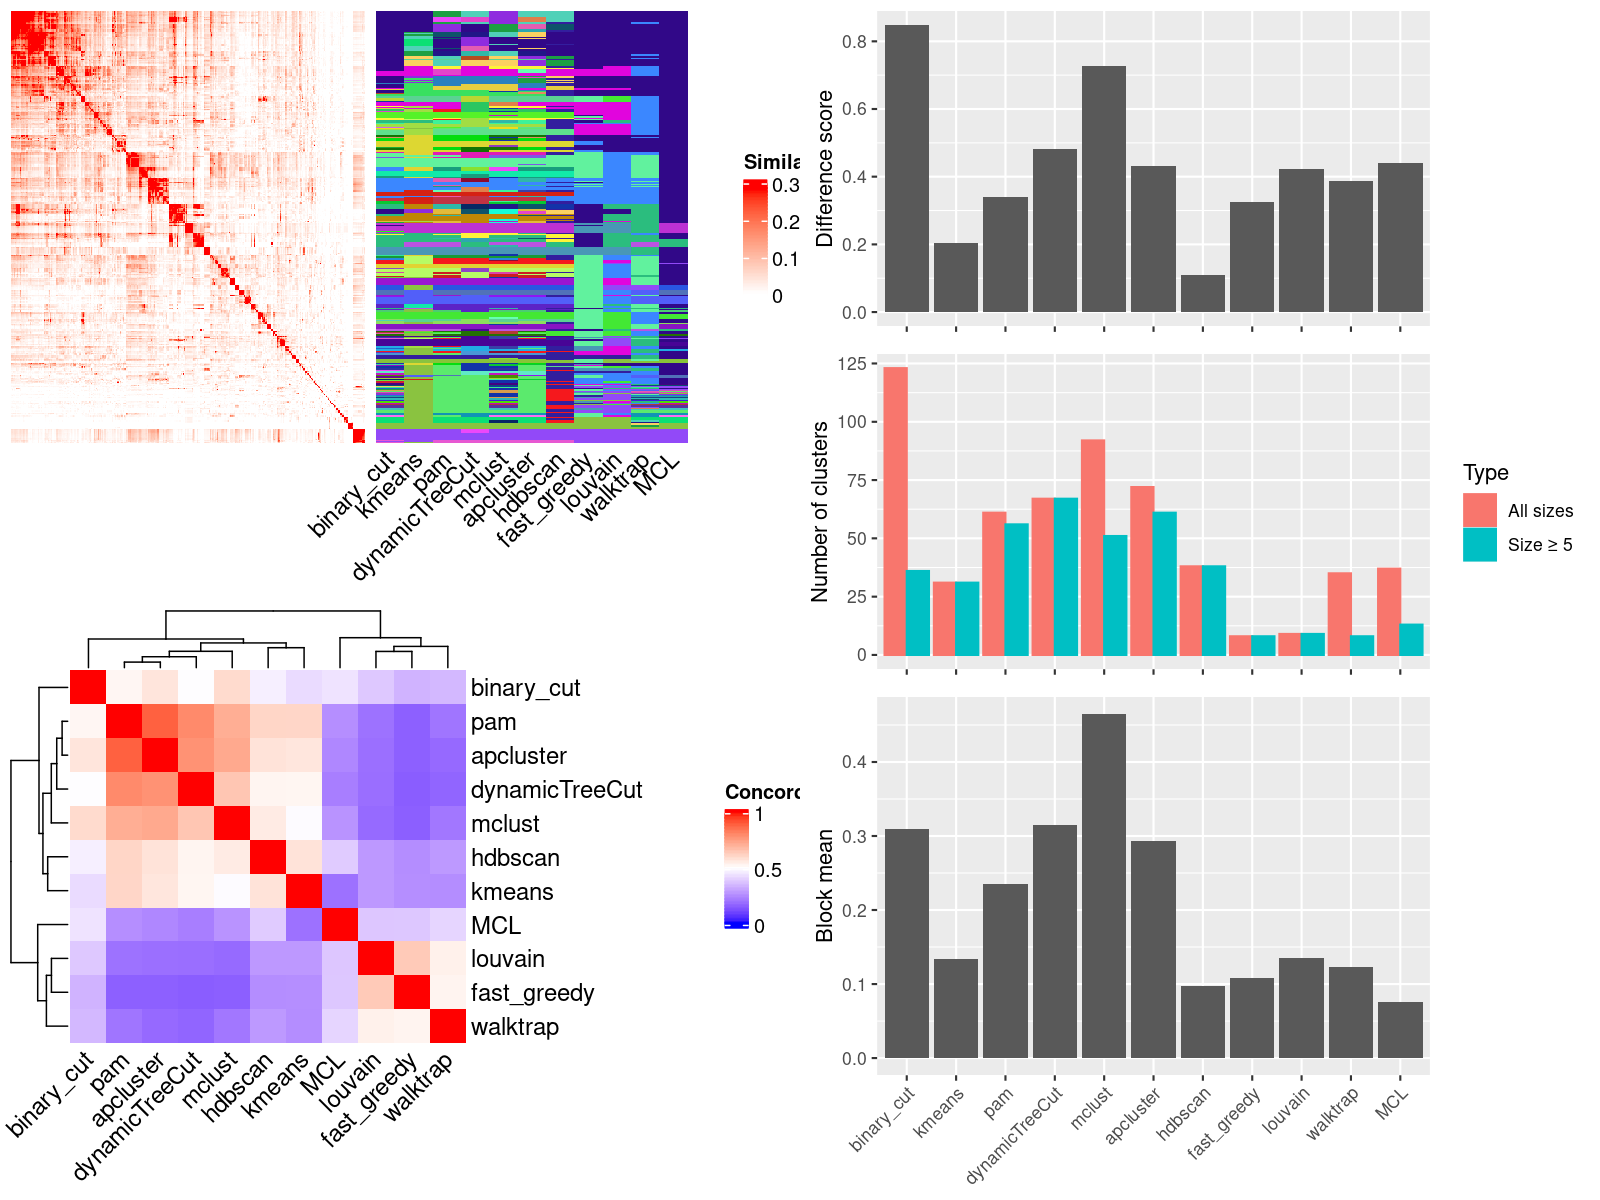 Simila
0.3
0.2
0.1
0
binary_cut
kmeans
pam
dynamicTreeCut
mclust
apcluster
hdbscan
fast_greedy
louvain
walktrap
MCL
binary_cut
pam
apcluster
dynamicTreeCut
mclust
hdbscan
kmeans
MCL
louvain
fast_greedy
walktrap
binary_cut
pam
apcluster
dynamicTreeCut
mclust
hdbscan
kmeans
MCL
louvain
fast_greedy
walktrap
Concord
1
0.5
0
Difference score
0.8
0.6
0.4
0.2
0.0
Number of clusters
125
100
75
50
25
0
Type
All sizes
Size ≥ 5
Block mean
0.4
0.3
0.2
0.1
0.0
binary_cut
kmeans
pam
dynamicTreeCut
mclust
apcluster
hdbscan
fast_greedy
louvain
walktrap
MCL